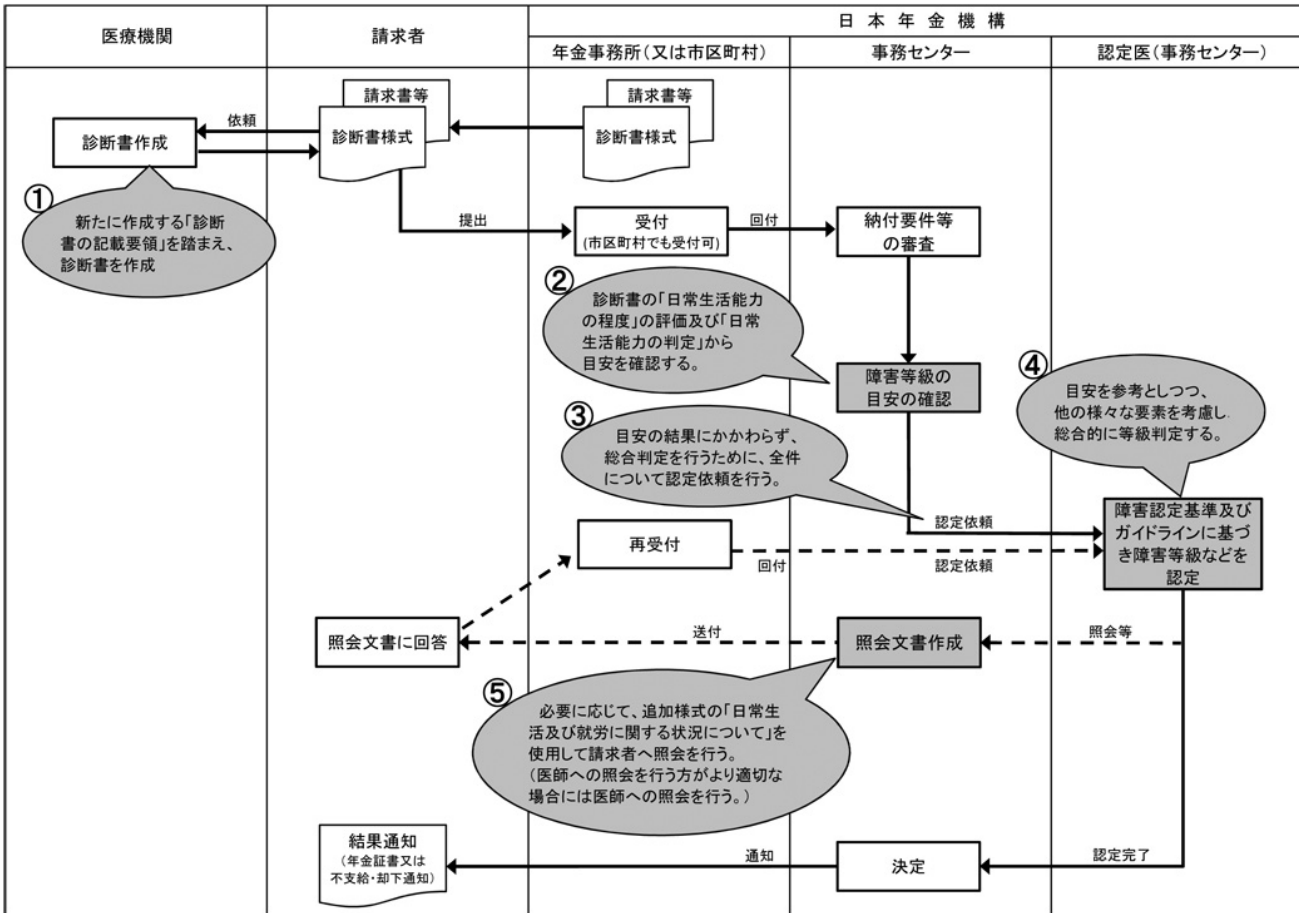 日本年金機構
医療機関
請求者
年金事務所(又は市区町村)
事務センター
認定医(事務センター)
請求書等
診断書様式
請求書等
診断書様式
依頼
診断書作成
①
新たに作成する「診断
書の記載要領」を踏まえ、
診断書を作成
提出
受付
(市区町村でも受付可)
回付
納付要件等
の審査
②
診断書の「日常生活能力
の程度」の評価及び「日常
生活能力の判定」から
目安を確認する。
障害等級の
目安の確認
③
目安の結果にかかわらず、
総合判定を行うために、全件
について認定依頼を行う。
④
目安を参考としつつ、
他の様々な要素を考慮し、
総合的に等級判定する。
認定依頼
障害認定基準及び
ガイドラインに基づ
き障害等級などを
認定
再受付
回付
認定依頼
照会文書に回答
送付
照会文書作成
照会等
⑤
必要に応じて、追加様式の「日常生
活及び就労に関する状況について」を
使用して請求者へ照会を行う。
(医師への照会を行う方がより適切な
場合には医師への照会を行う。)
結果通知
(年金証書又は
不支給・却下通知)
通知
決定
認定完了